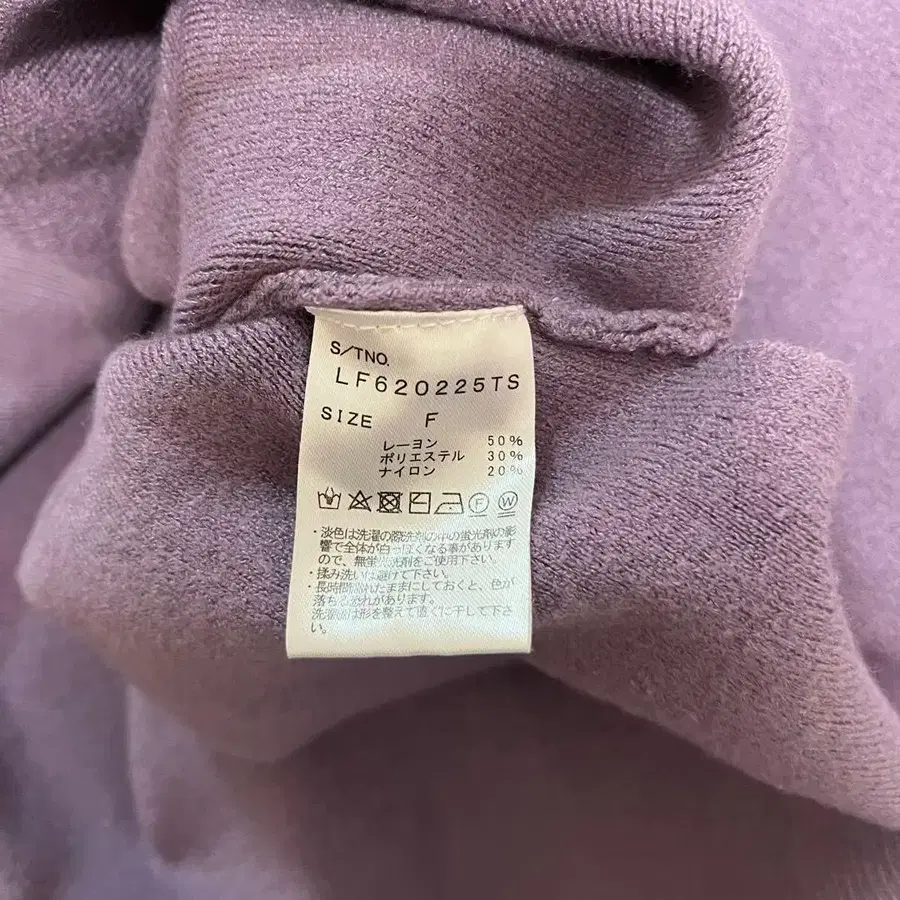 S/TNO.
LF620225TS
SIZE F
レーヨン 50%
ポリエステル 30%
ナイロン 20%
F W
・淡色は洗濯の際洗剤の中の蛍光剤の影
響で全体が白っぽくなる事があります
ので、無蛍光洗剤をご使用下さい。
・揉み洗いは避けて下さい。
・長時間濡れたままにしておくと、色が
落ちる恐れがあります。
洗濯後は形を整えて直ぐに干して下さ
い。